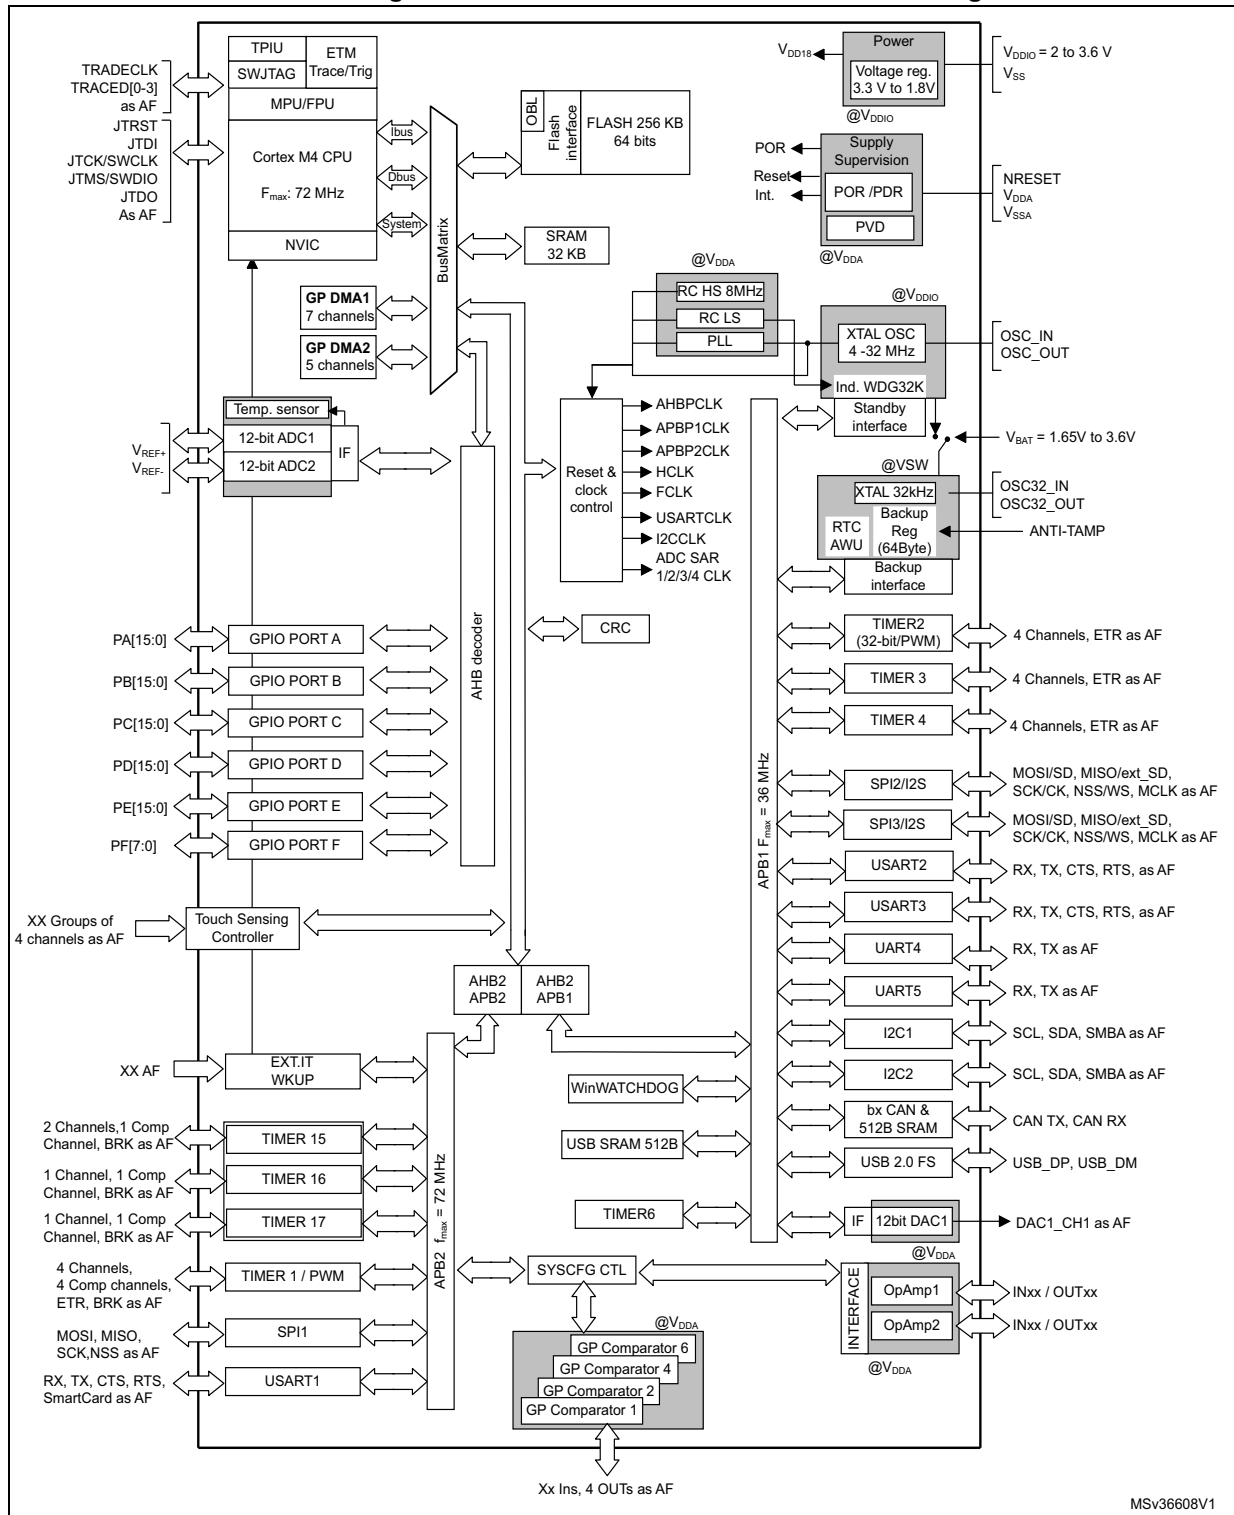 TPIU
ETM
Trace/Trig
SWJTAG
MPU/FPU
Cortex M4 CPU
Fmax: 72 MHz
NVIC
TRADECLK
TRACED[0-3]
as AF
JTRST
JTDI
JTCK/SWCLK
JTMS/SWDIO
JTDO
As AF
Ibus
Dbus
System
BusMatrix
OBL
Flash
interface
FLASH 256 KB
64 bits
SRAM
32 KB
GP DMA1
7 channels
GP DMA2
5 channels
VDD18
Power
Voltage reg.
3.3 V to 1.8V
@VDDIO
VDDIO = 2 to 3.6 V
VSS
POR
Reset
Int.
Supply
Supervision
POR /PDR
PVD
@VDDA
NRESET
VDDA
VSSA
@VDDA
RC HS 8MHz
RC LS
PLL
@VDDIO
XTAL OSC
4 -32 MHz
Ind. WDG32K
Standby
interface
OSC_IN
OSC_OUT
VBAT = 1.65V to 3.6V
@VSW
XTAL 32kHz
RTC
AWU
Backup
Reg
(64Byte)
Backup
interface
OSC32_IN
OSC32_OUT
ANTI-TAMP
Reset &
clock
control
AHBPCLK
APBP1CLK
APBP2CLK
HCLK
FCLK
USARTCLK
I2CCLK
ADC SAR
1/2/3/4 CLK
VREF+
VREF-
Temp. sensor
12-bit ADC1
12-bit ADC2
IF
AHB decoder
CRC
PA[15:0]
GPIO PORT A
PB[15:0]
GPIO PORT B
PC[15:0]
GPIO PORT C
PD[15:0]
GPIO PORT D
PE[15:0]
GPIO PORT E
PF[7:0]
GPIO PORT F
XX Groups of
4 channels as AF
Touch Sensing
Controller
AHB2
APB2
AHB2
APB1
XX AF
EXT.IT
WKUP
2 Channels,1 Comp
Channel, BRK as AF
TIMER 15
1 Channel, 1 Comp
Channel, BRK as AF
TIMER 16
1 Channel, 1 Comp
Channel, BRK as AF
TIMER 17
4 Channels,
4 Comp channels,
ETR, BRK as AF
TIMER 1 / PWM
MOSI, MISO,
SCK,NSS as AF
SPI1
RX, TX, CTS, RTS,
SmartCard as AF
USART1
APB2 fmax = 72 MHz
WinWATCHDOG
USB SRAM 512B
TIMER6
SYSCFG CTL
@VDDA
GP Comparator 6
GP Comparator 4
GP Comparator 2
GP Comparator 1
Xx Ins, 4 OUTs as AF
APB1 Fmax = 36 MHz
TIMER2
(32-bit/PWM)
4 Channels, ETR as AF
TIMER 3
4 Channels, ETR as AF
TIMER 4
4 Channels, ETR as AF
SPI2/I2S
MOSI/SD, MISO/ext_SD,
SCK/CK, NSS/WS, MCLK as AF
SPI3/I2S
MOSI/SD, MISO/ext_SD,
SCK/CK, NSS/WS, MCLK as AF
USART2
RX, TX, CTS, RTS, as AF
USART3
RX, TX, CTS, RTS, as AF
UART4
RX, TX as AF
UART5
RX, TX as AF
I2C1
SCL, SDA, SMBA as AF
I2C2
SCL, SDA, SMBA as AF
bx CAN &
512B SRAM
CAN TX, CAN RX
USB 2.0 FS
USB_DP, USB_DM
IF
12bit DAC1
DAC1_CH1 as AF
@VDDA
INTERFACE
OpAmp1
INxx / OUTxx
OpAmp2
INxx / OUTxx
@VDDA
MSv36608V1